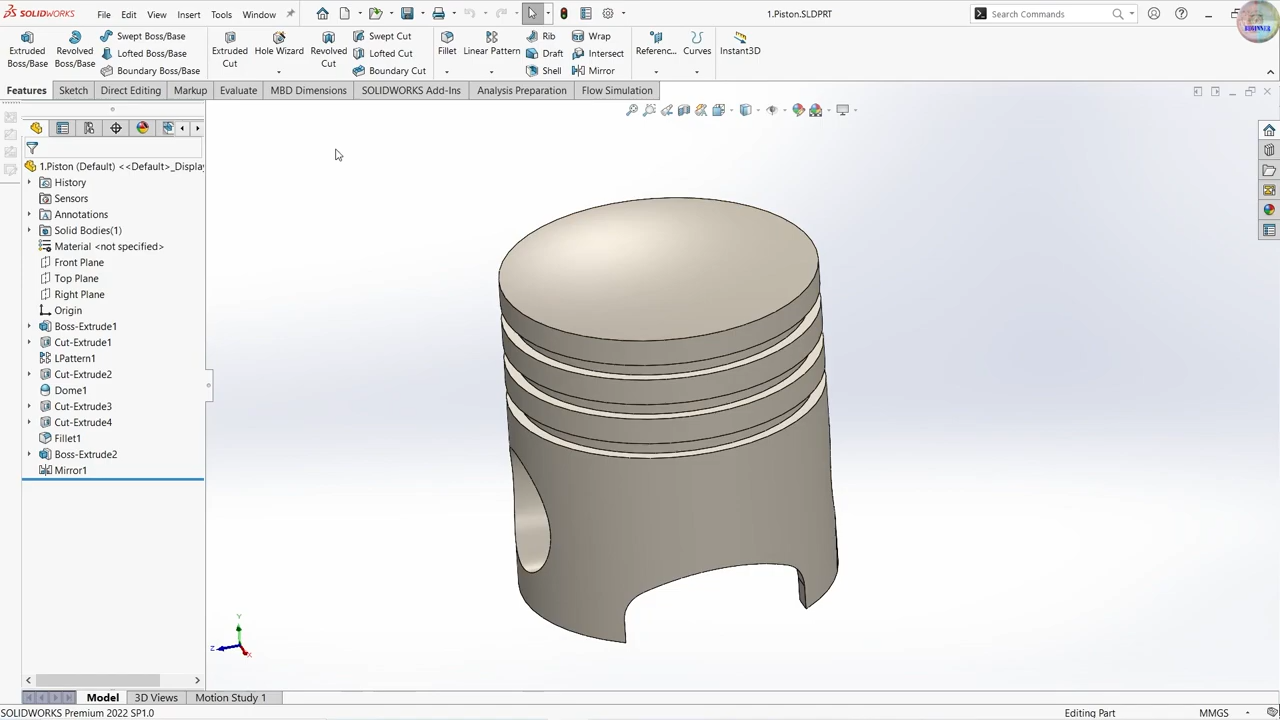 SOLIDWORKS File Edit View Insert Tools Window 1.Piston.SLDPRT Search Commands
BEGINNER
Extruded Boss/Base
Revolved Boss/Base
Swept Boss/Base
Lofted Boss/Base
Boundary Boss/Base
Extruded Cut
Hole Wizard
Revolved Cut
Swept Cut
Lofted Cut
Boundary Cut
Fillet
Linear Pattern
Rib
Draft
Shell
Wrap
Intersect
Mirror
Referenc...
Curves
Instant3D
Features Sketch Direct Editing Markup Evaluate MBD Dimensions SOLIDWORKS Add-Ins Analysis Preparation Flow Simulation
1.Piston (Default) <<Default>_Display
History
Sensors
Annotations
Solid Bodies(1)
Material <not specified>
Front Plane
Top Plane
Right Plane
Origin
Boss-Extrude1
Cut-Extrude1
LPattern1
Cut-Extrude2
Dome1
Cut-Extrude3
Cut-Extrude4
Fillet1
Boss-Extrude2
Mirror1
Y
Z
X
Model 3D Views Motion Study 1
SOLIDWORKS Premium 2022 SP1.0 Editing Part MMGS